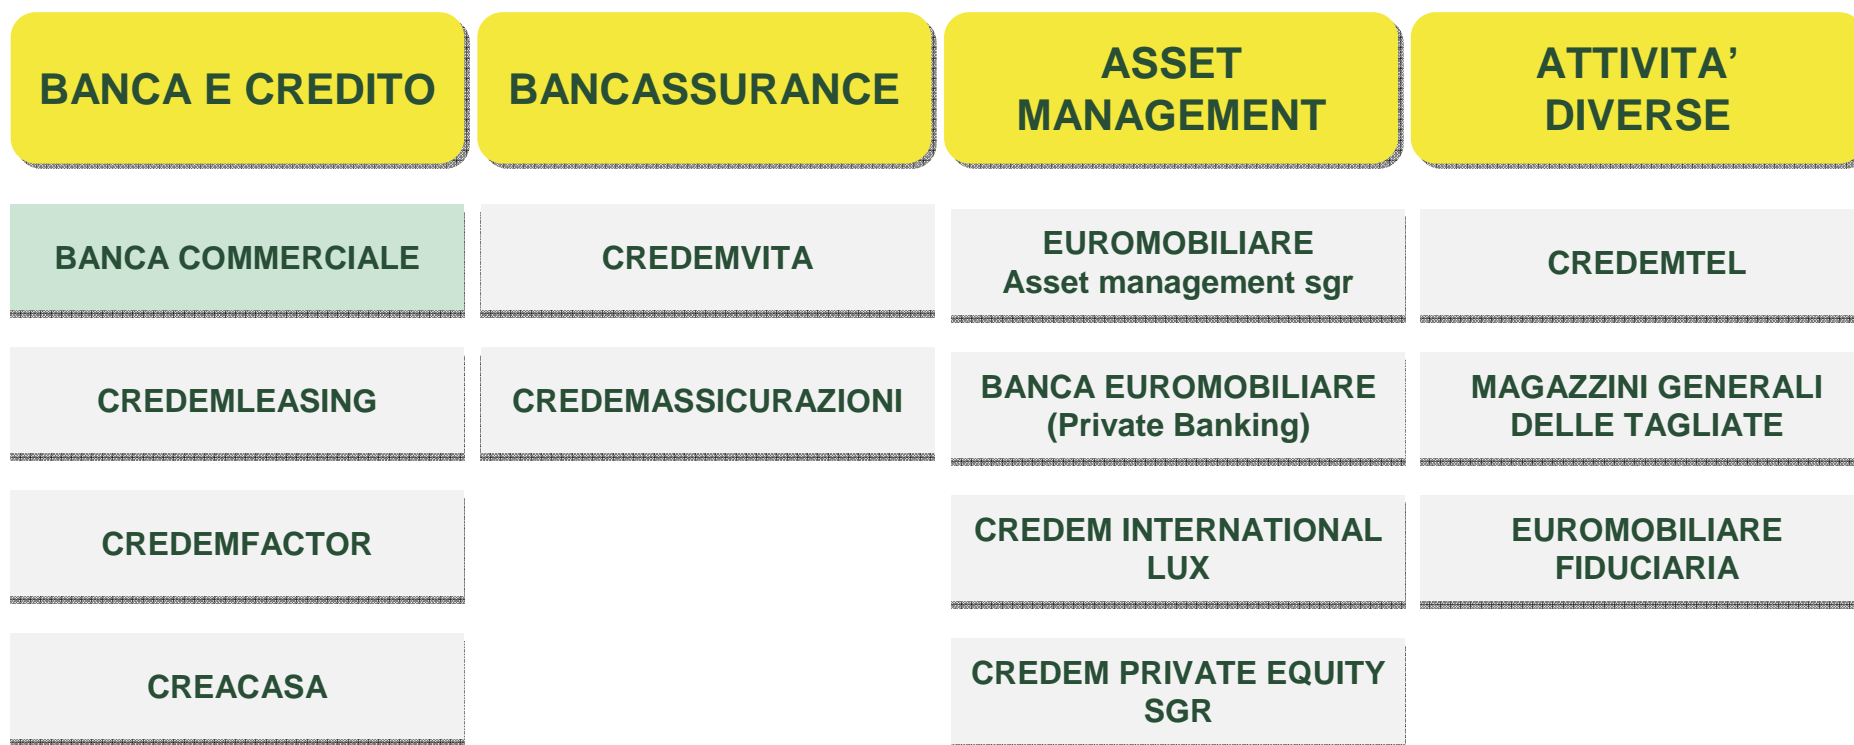 BANCA E CREDITO
BANCASSURANCE
ASSET
MANAGEMENT
ATTIVITA’
DIVERSE
BANCA COMMERCIALE
CREDEMVITA
EUROMOBILIARE
Asset management sgr
CREDEMTEL
CREDEMLEASING
CREDEMASSICURAZIONI
BANCA EUROMOBILIARE
(Private Banking)
MAGAZZINI GENERALI
DELLE TAGLIATE
CREDEMFACTOR
CREDEM INTERNATIONAL
LUX
EUROMOBILIARE
FIDUCIARIA
CREACASA
CREDEM PRIVATE EQUITY
SGR